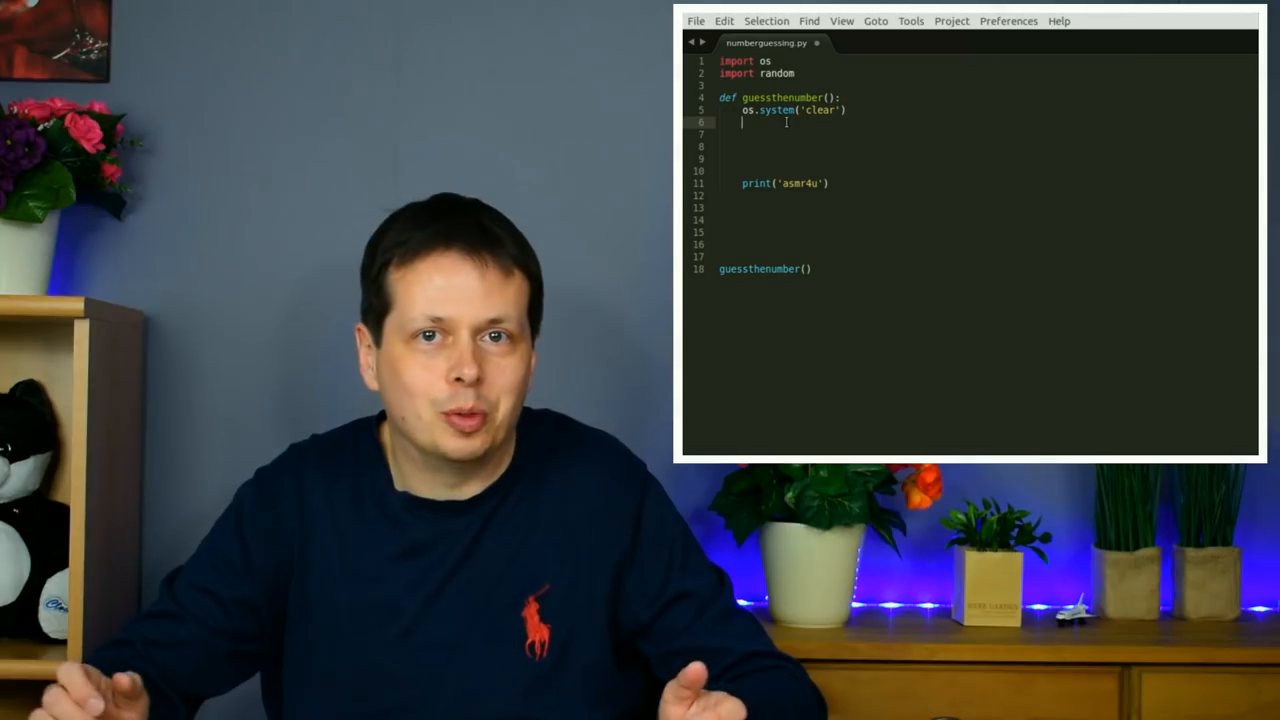 File Edit Selection Find View Goto Tools Project Preferences Help
numberguessing.py
1 import os
2 import random
3
4 def guessthenumber():
5 os.system('clear')
6
7
8
9
10
11 print('asmr4u')
12
13
14
15
16
17
18 guessthenumber()